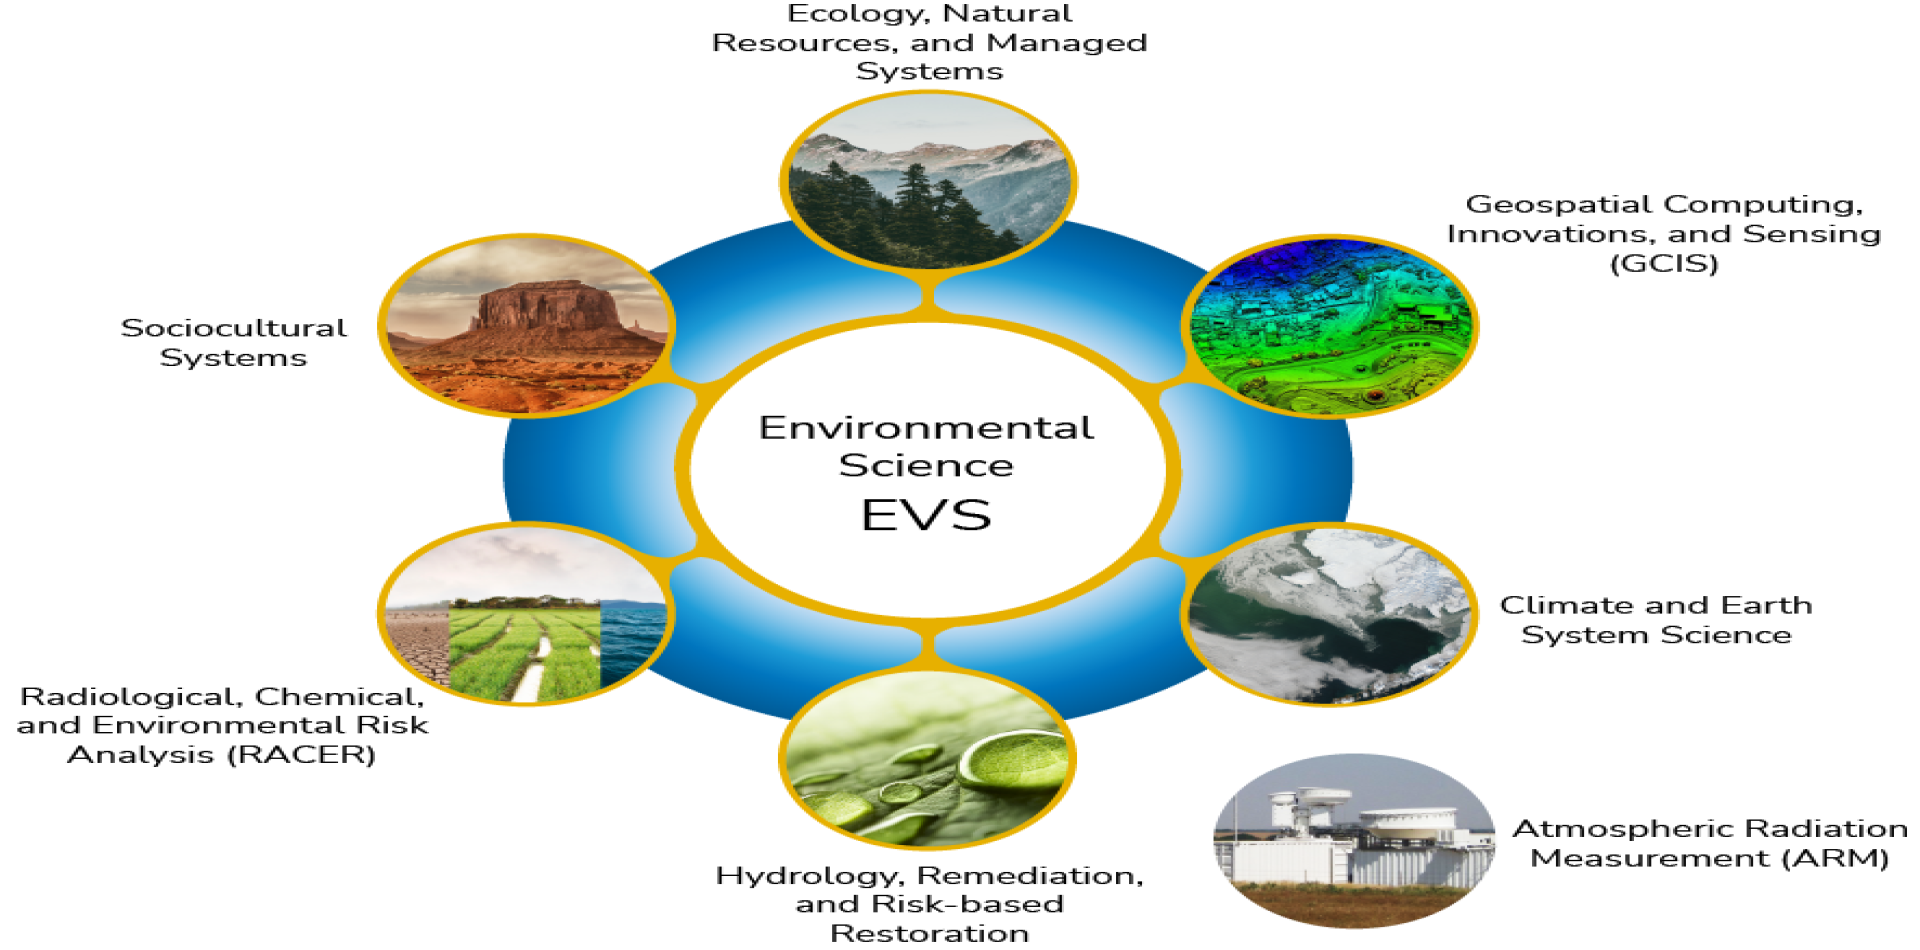 Ecology, Natural
Resources, and Managed
Systems
Geospatial Computing,
Innovations, and Sensing
(GCIS)
Sociocultural
Systems
Environmental
Science
EVS
Climate and Earth
System Science
Radiological, Chemical,
and Environmental Risk
Analysis (RACER)
Atmospheric Radiation
Measurement (ARM)
Hydrology, Remediation,
and Risk-based
Restoration